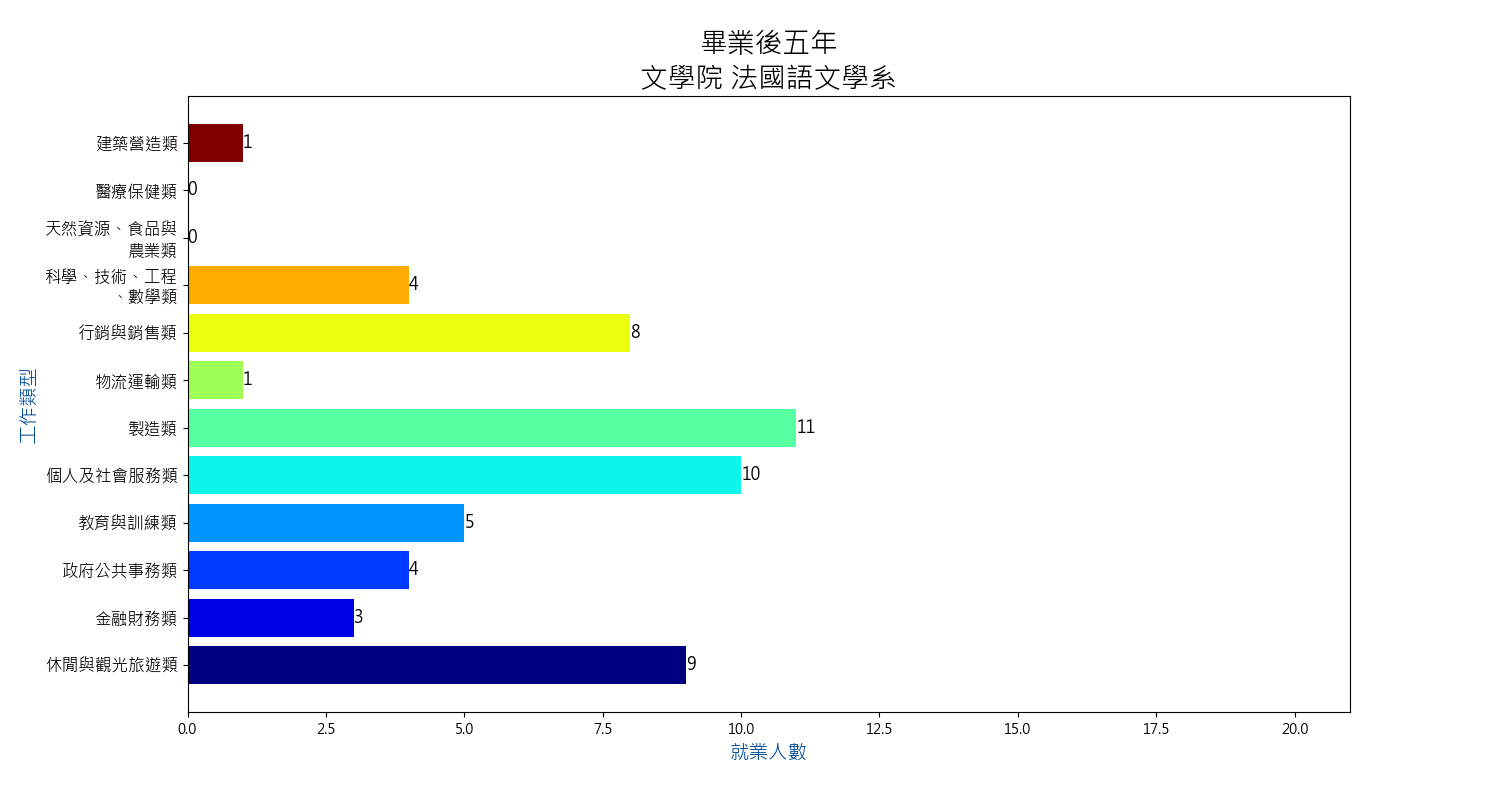 畢業後五年
文學院 法國語文學系
建築營造類
1
醫療保健類
0
天然資源、食品與
農業類
0
科學、技術、工程
、數學類
4
行銷與銷售類
8
物流運輸類
1
製造類
11
個人及社會服務類
10
教育與訓練類
5
政府公共事務類
4
金融財務類
3
休閒與觀光旅遊類
9
工作類型
0.0 2.5 5.0 7.5 10.0 12.5 15.0 17.5 20.0
就業人數